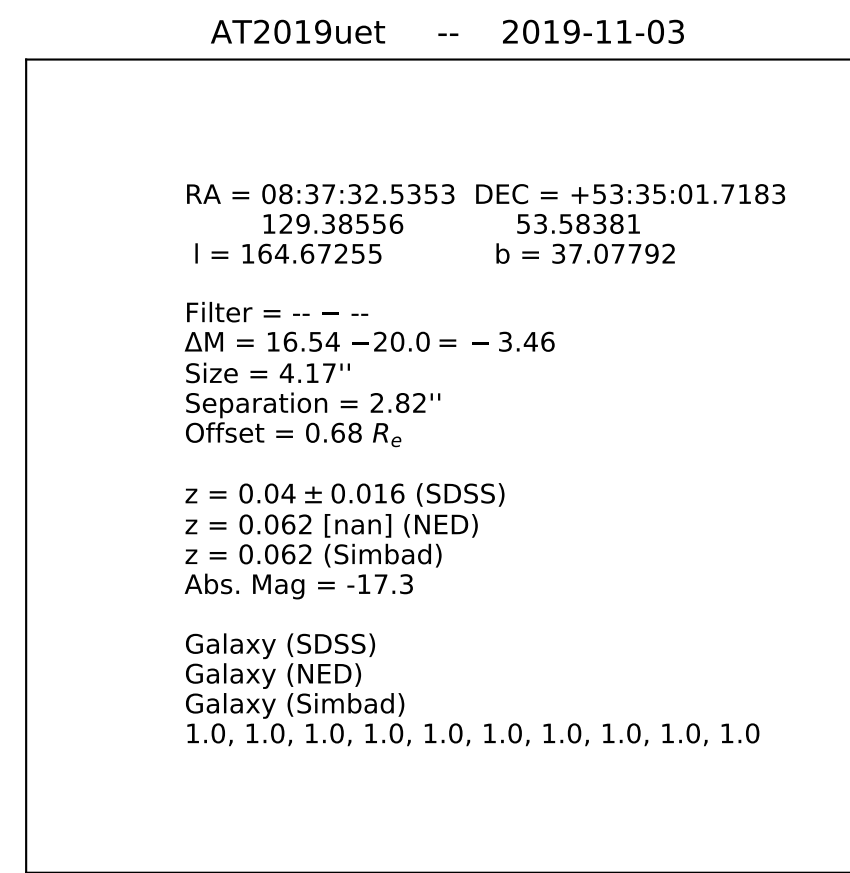 AT2019uet -- 2019-11-03
RA = 08:37:32.5353 DEC = +53:35:01.7183
129.38556 53.58381
l = 164.67255 b = 37.07792
Filter = -- − --
ΔM = 16.54 −20.0 = − 3.46
Size = 4.17''
Separation = 2.82''
Offset = 0.68 Rₑ
z = 0.04 ± 0.016 (SDSS)
z = 0.062 [nan] (NED)
z = 0.062 (Simbad)
Abs. Mag = -17.3
Galaxy (SDSS)
Galaxy (NED)
Galaxy (Simbad)
1.0, 1.0, 1.0, 1.0, 1.0, 1.0, 1.0, 1.0, 1.0, 1.0